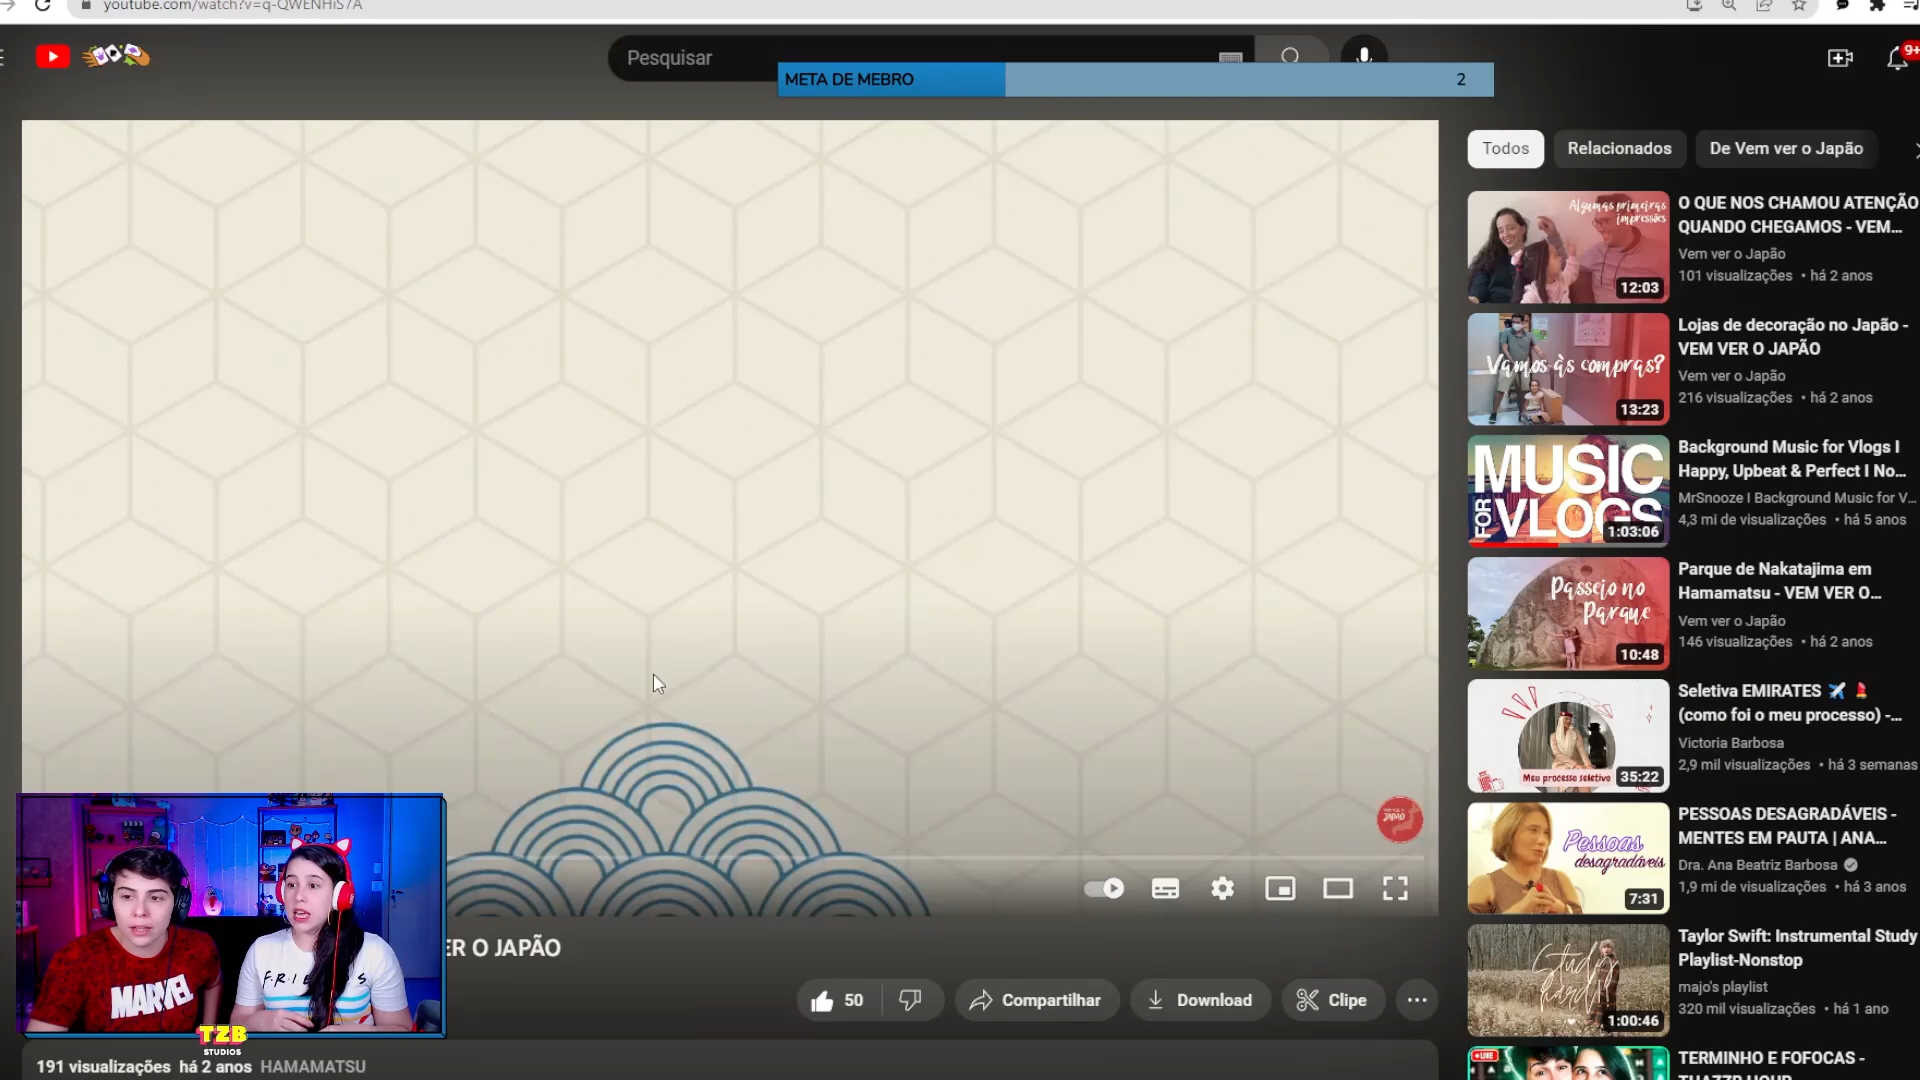 youtube.com/watch?v=q-QWENHiS7A
Pesquisar
9+
META DE MEBRO
2
Todos
Relacionados
De Vem ver o Japão
Algumas primeiras
impressões
12:03
O QUE NOS CHAMOU ATENÇÃO
QUANDO CHEGAMOS - VEM...
Vem ver o Japão
101 visualizações • há 2 anos
Vamos às compras?
13:23
Lojas de decoração no Japão -
VEM VER O JAPÃO
Vem ver o Japão
216 visualizações • há 2 anos
MUSIC
FOR VLOGS
1:03:06
Background Music for Vlogs I
Happy, Upbeat & Perfect I No...
MrSnooze I Background Music for V...
4,3 mi de visualizações • há 5 anos
Passeio no
Parque
10:48
Parque de Nakatajima em
Hamamatsu - VEM VER O...
Vem ver o Japão
146 visualizações • há 2 anos
Meu processo seletivo
35:22
Seletiva EMIRATES ✈️ 💄
(como foi o meu processo) -...
Victoria Barbosa
2,9 mil visualizações • há 3 semanas
Pessoas
desagradáveis
7:31
PESSOAS DESAGRADÁVEIS -
MENTES EM PAUTA | ANA...
Dra. Ana Beatriz Barbosa
1,9 mi de visualizações • há 3 anos
Study
hard!
1:00:46
Taylor Swift: Instrumental Study
Playlist-Nonstop
majo's playlist
320 mil visualizações • há 1 ano
LIVE
TERMINHO E FOFOCAS -
JAPÃO
MARVEL
F.R.I.E S
TZB
STUDIOS
ER O JAPÃO
50
Compartilhar
Download
Clipe
191 visualizações há 2 anos HAMAMATSU